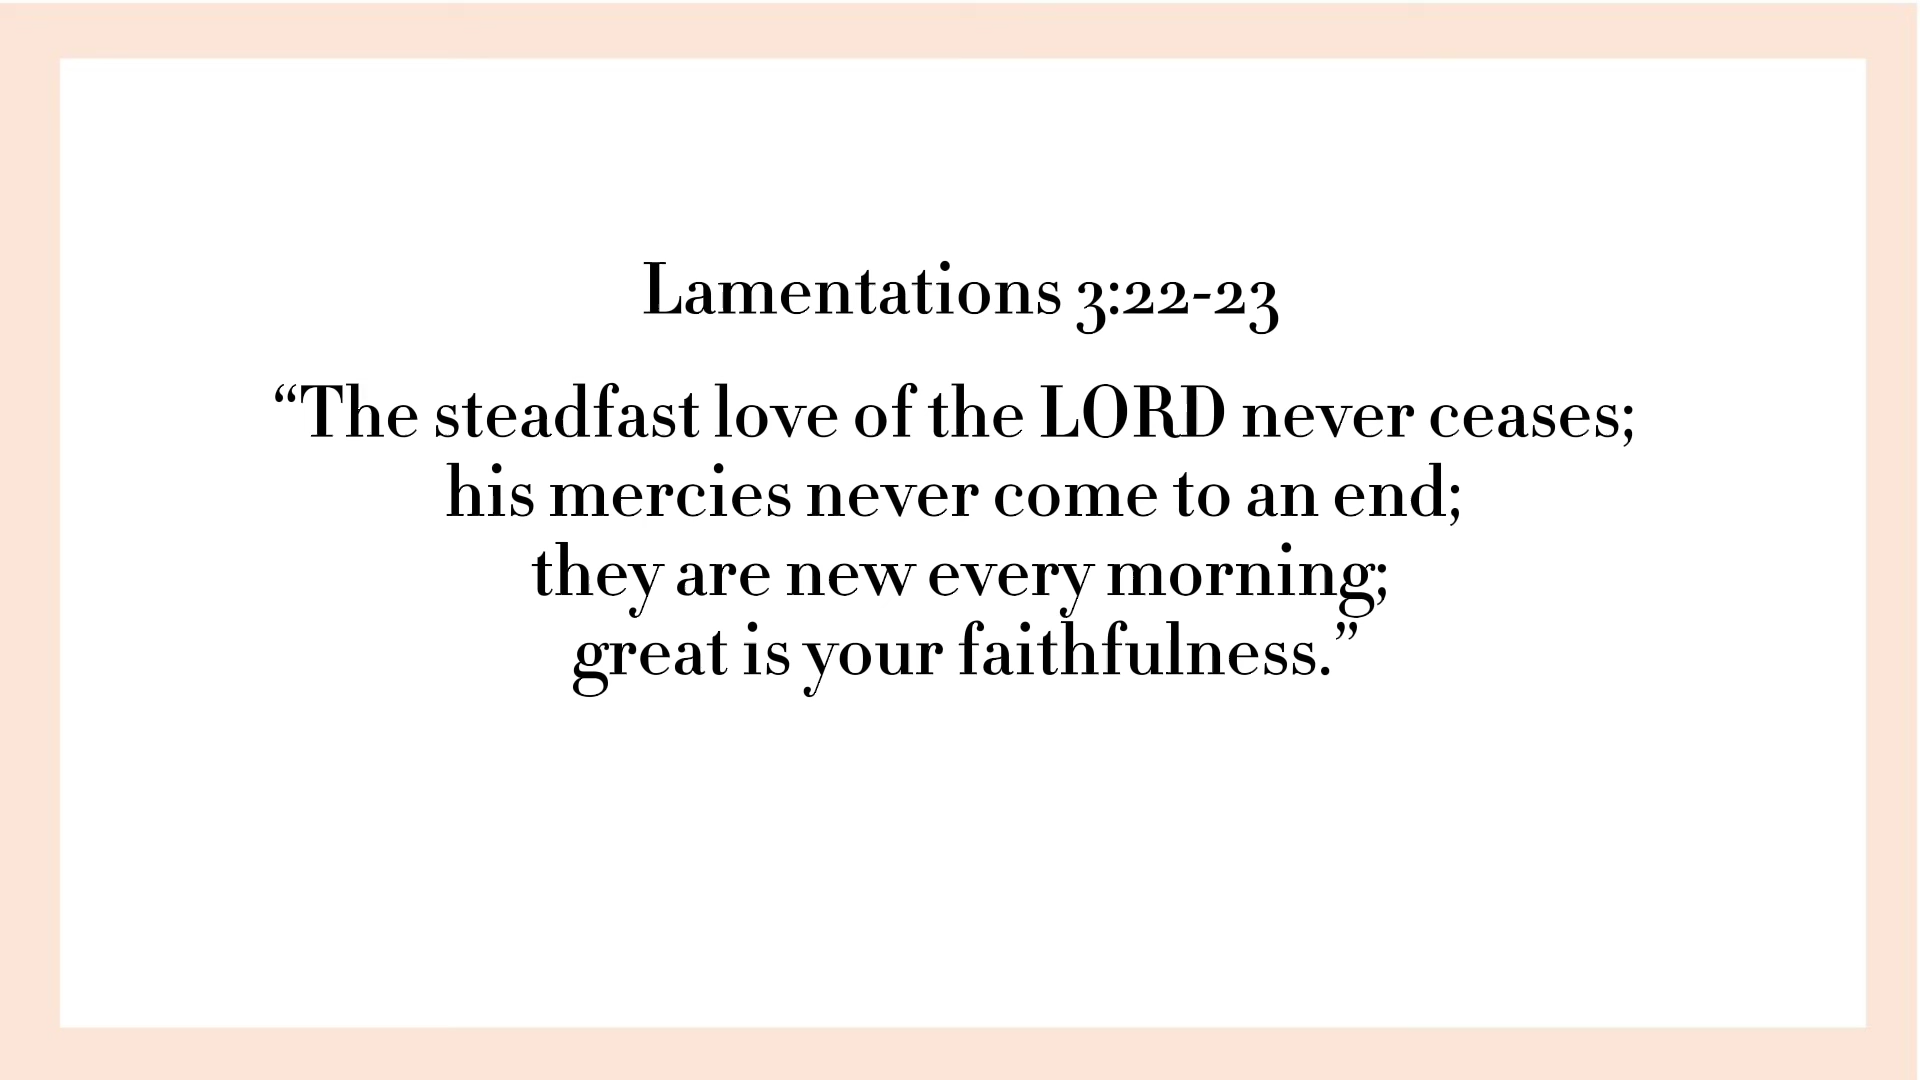 Lamentations 3:22-23
“The steadfast love of the LORD never ceases;
his mercies never come to an end;
they are new every morning;
great is your faithfulness.”